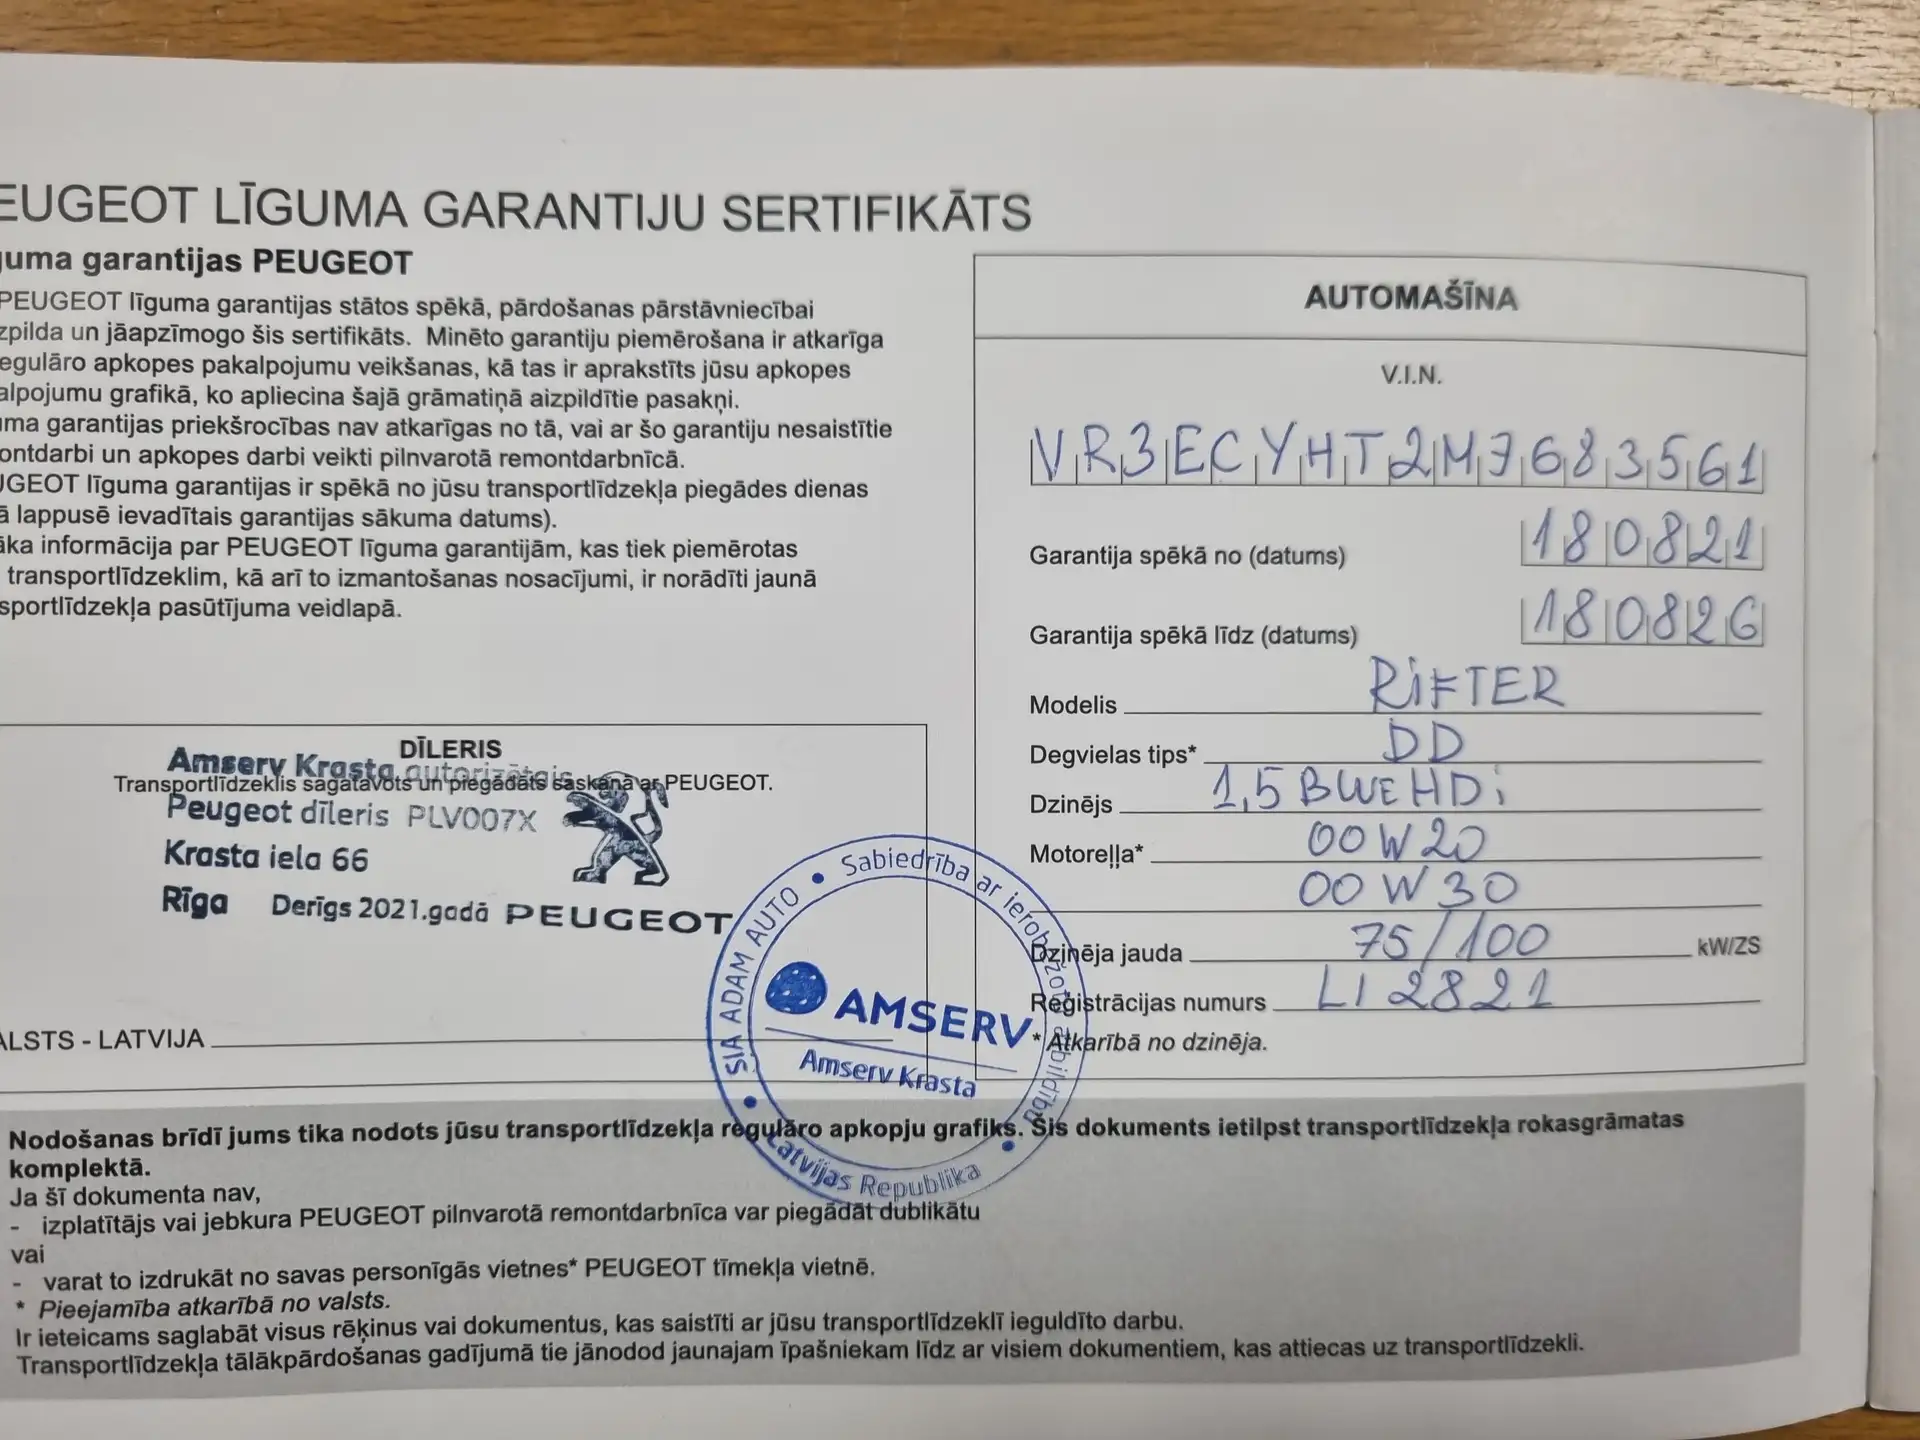 EUGEOT LĪGUMA GARANTIJU SERTIFIKĀTS
guma garantijas PEUGEOT
PEUGEOT līguma garantijas stātos spēkā, pārdošanas pārstāvniecībai
zpilda un jāapzīmogo šis sertifikāts. Minēto garantiju piemērošana ir atkarīga
egulāro apkopes pakalpojumu veikšanas, kā tas ir aprakstīts jūsu apkopes
alpojumu grafikā, ko apliecina šajā grāmatiņā aizpildītie pasakņi.
uma garantijas priekšrocības nav atkarīgas no tā, vai ar šo garantiju nesaistītie
ontdarbi un apkopes darbi veikti pilnvarotā remontdarbnīcā.
UGEOT līguma garantijas ir spēkā no jūsu transportlīdzekļa piegādes dienas
ā lappusē ievadītais garantijas sākuma datums).
āka informācija par PEUGEOT līguma garantijām, kas tiek piemērotas
transportlīdzeklim, kā arī to izmantošanas nosacījumi, ir norādīti jaunā
sportlīdzekļa pasūtījuma veidlapā.
DĪLERIS
Transportlīdzeklis sagatavots un piegādāts saskaņā ar PEUGEOT.
Amserv Krasta autorizētais
Peugeot dīleris PLV007X
Krasta iela 66
Rīga Derīgs 2021.gadā PEUGEOT
ALSTS - LATVIJA
SIA ADAM AUTO • Sabiedrība ar ierobežotu atbildību • Latvijas Republika •
AMSERV
Amserv Krasta
AUTOMAŠĪNA
V.I.N.
VR3ECYHT2MJ683561
Garantija spēkā no (datums) 180821
Garantija spēkā līdz (datums) 180826
Modelis RiFTER
Degvielas tips* DD
Dzinējs 1,5 BWEHDi
Motoreļļa* 00W20
00W30
Dzinēja jauda 75/100 kW/ZS
Reģistrācijas numurs LI2821
* Atkarībā no dzinēja.
Nodošanas brīdī jums tika nodots jūsu transportlīdzekļa regulāro apkopju grafiks. Šis dokuments ietilpst transportlīdzekļa rokasgrāmatas
komplektā.
Ja šī dokumenta nav,
- izplatītājs vai jebkura PEUGEOT pilnvarotā remontdarbnīca var piegādāt dublikātu
vai
- varat to izdrukāt no savas personīgās vietnes* PEUGEOT tīmekļa vietnē.
* Pieejamība atkarībā no valsts.
Ir ieteicams saglabāt visus rēķinus vai dokumentus, kas saistīti ar jūsu transportlīdzeklī ieguldīto darbu.
Transportlīdzekļa tālākpārdošanas gadījumā tie jānodod jaunajam īpašniekam līdz ar visiem dokumentiem, kas attiecas uz transportlīdzekli.